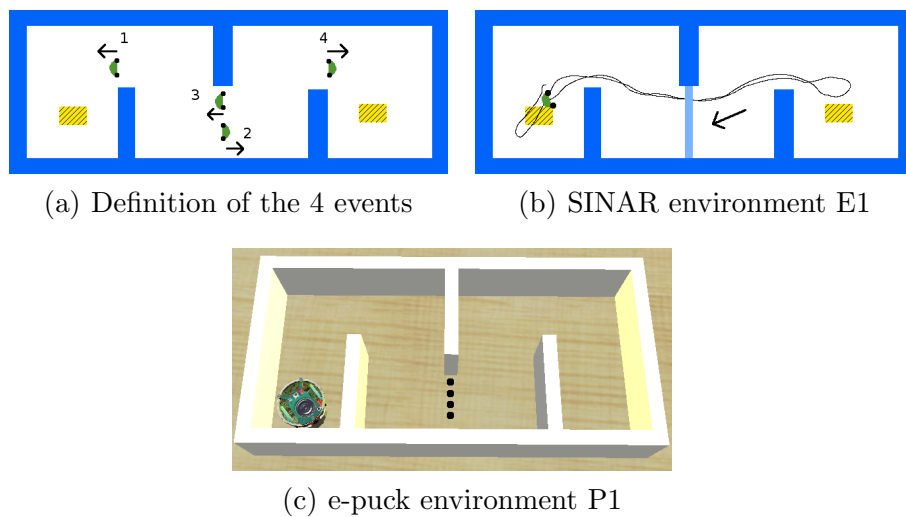 1
4
3
2
(a) Definition of the 4 events
(b) SINAR environment E1
(c) e-puck environment P1